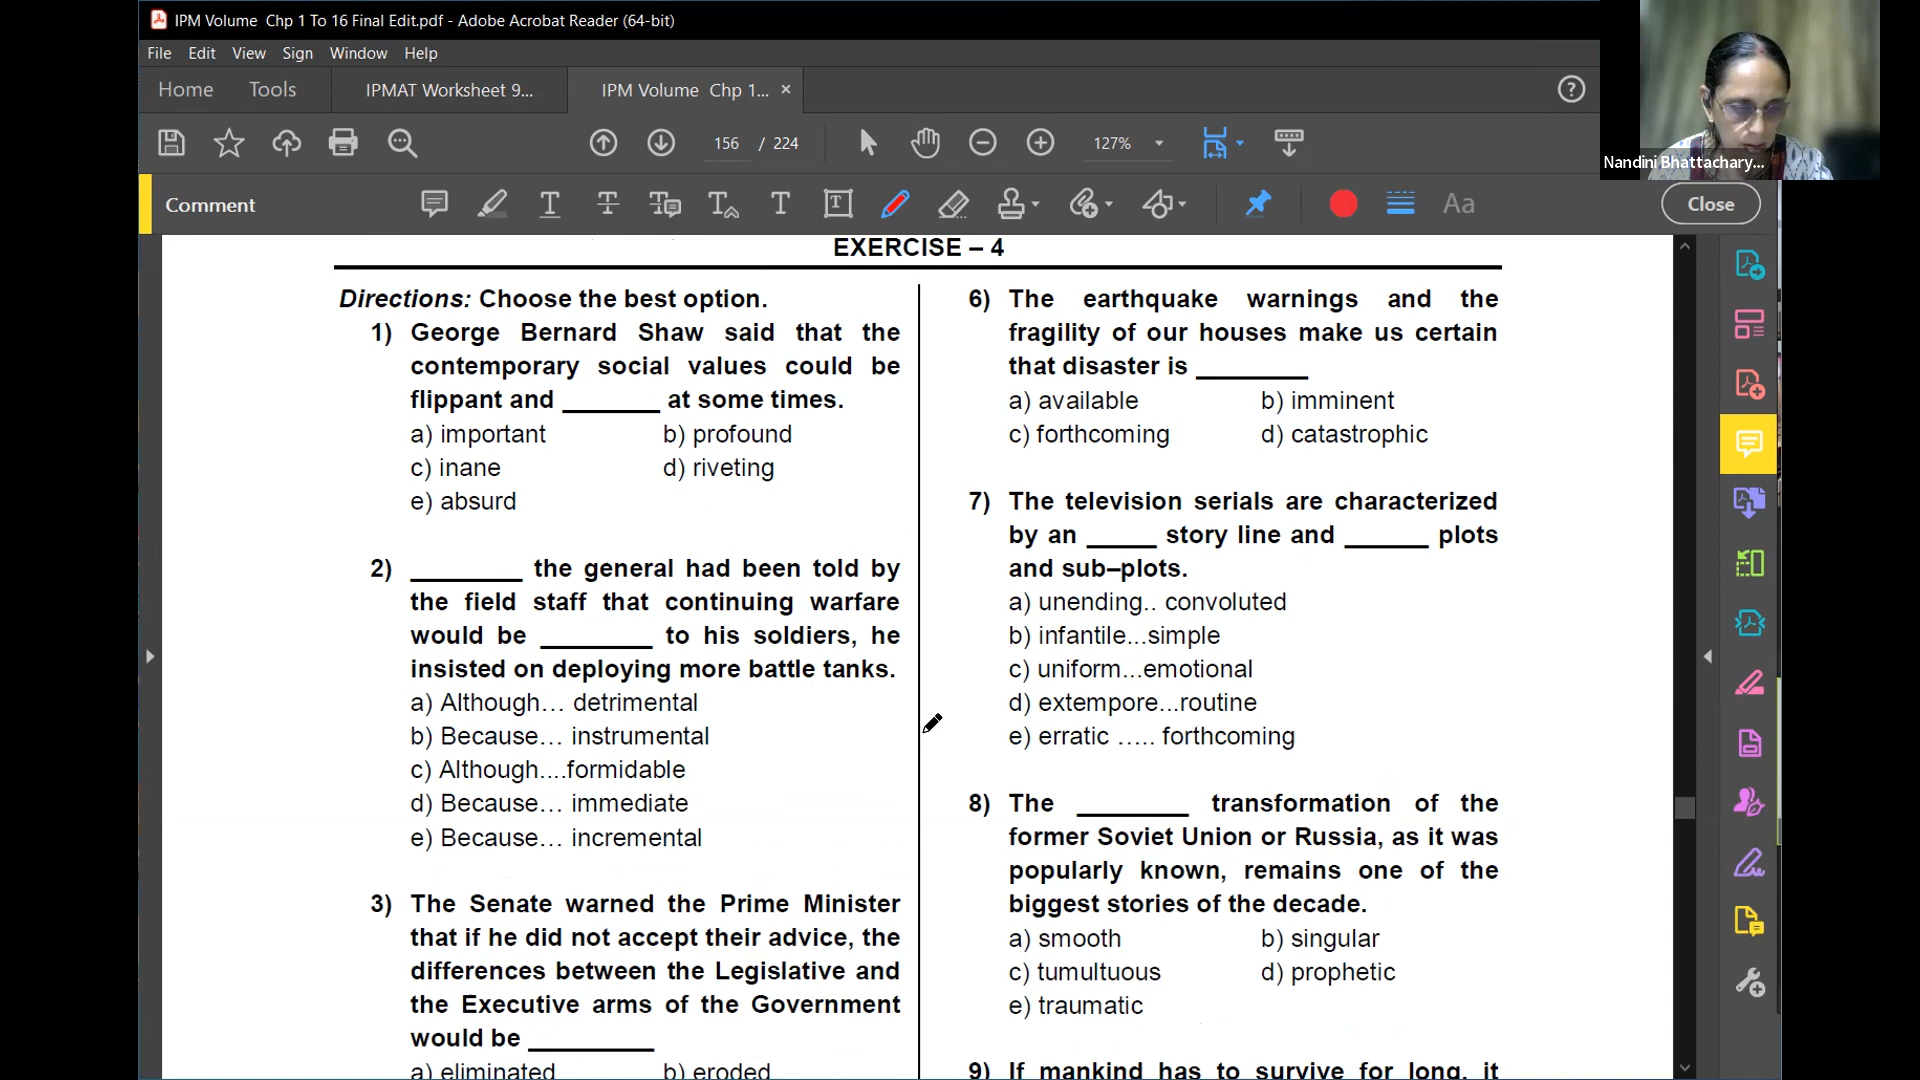 IPM Volume Chp 1 To 16 Final Edit.pdf - Adobe Acrobat Reader (64-bit)
File Edit View Sign Window Help
Home Tools IPMAT Worksheet 9... IPM Volume Chp 1... ×
156 / 224 127%
Nandini Bhattachary...
Comment
Aa
Close
EXERCISE – 4
Directions: Choose the best option.
1) George Bernard Shaw said that the
contemporary social values could be
flippant and _______ at some times.
a) important b) profound
c) inane d) riveting
e) absurd
2) ________ the general had been told by
the field staff that continuing warfare
would be ________ to his soldiers, he
insisted on deploying more battle tanks.
a) Although… detrimental
b) Because… instrumental
c) Although....formidable
d) Because… immediate
e) Because… incremental
3) The Senate warned the Prime Minister
that if he did not accept their advice, the
differences between the Legislative and
the Executive arms of the Government
would be _________
a) eliminated b) eroded
6) The earthquake warnings and the
fragility of our houses make us certain
that disaster is ________
a) available b) imminent
c) forthcoming d) catastrophic
7) The television serials are characterized
by an _____ story line and ______ plots
and sub–plots.
a) unending.. convoluted
b) infantile...simple
c) uniform...emotional
d) extempore...routine
e) erratic ..... forthcoming
8) The ________ transformation of the
former Soviet Union or Russia, as it was
popularly known, remains one of the
biggest stories of the decade.
a) smooth b) singular
c) tumultuous d) prophetic
e) traumatic
9) If mankind has to survive for long, it